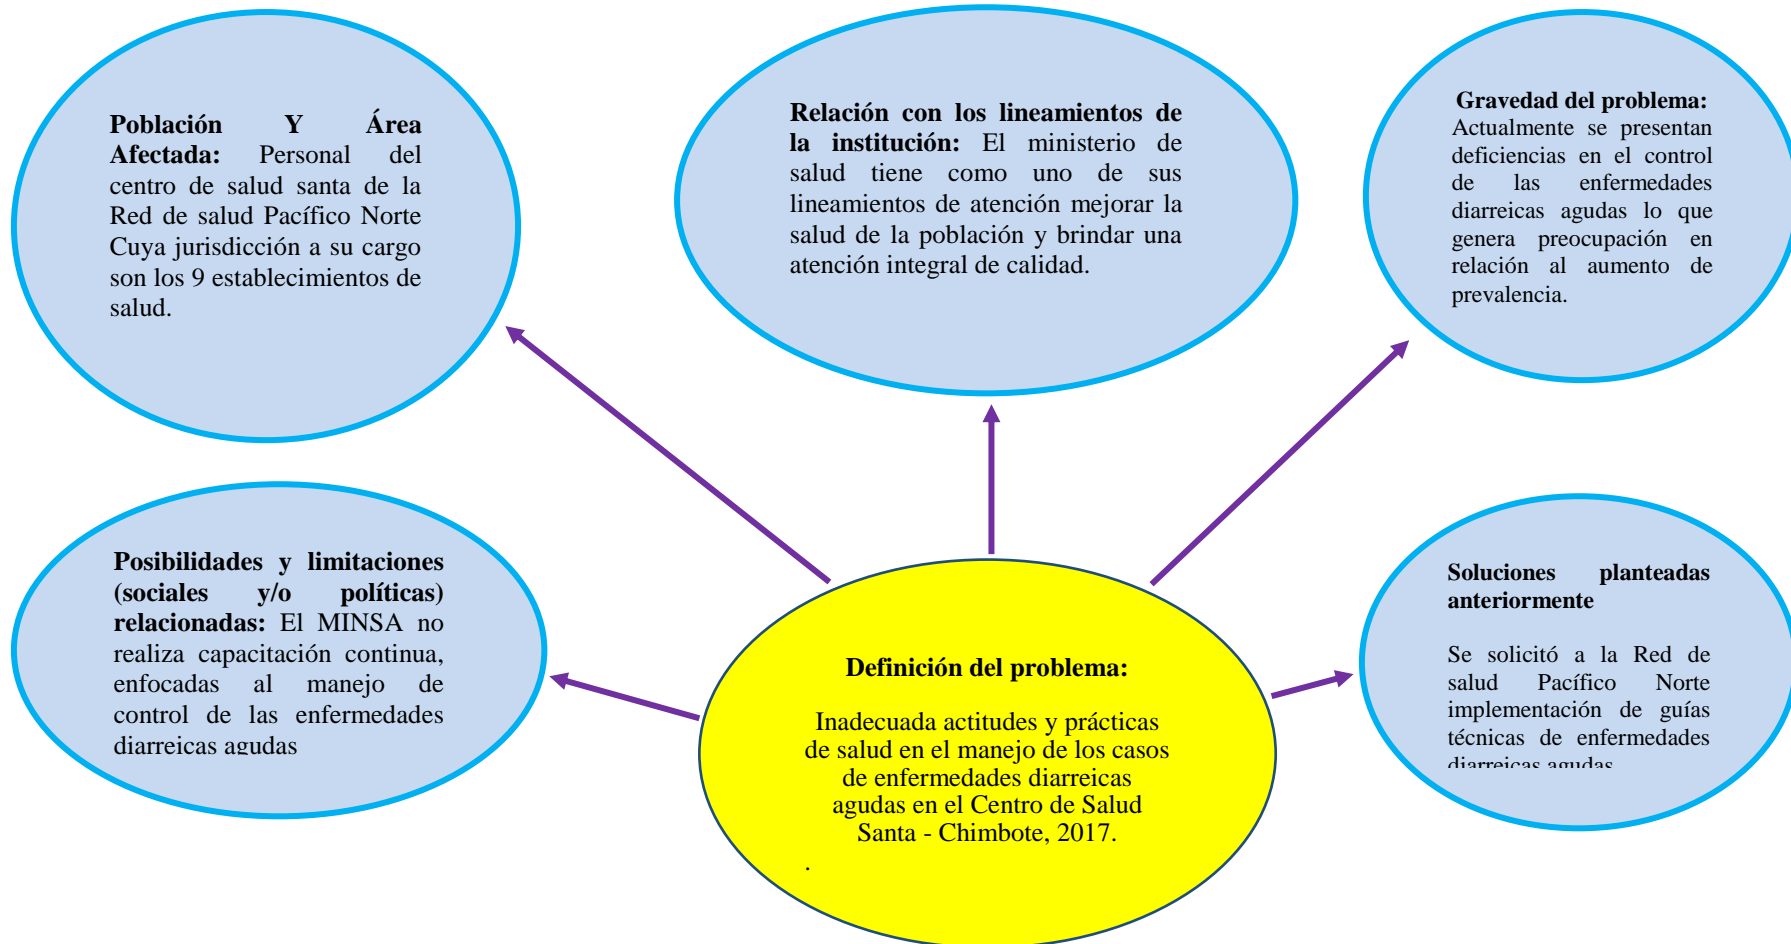 Población Y Área
Afectada: Personal del
centro de salud santa de la
Red de salud Pacífico Norte
Cuya jurisdicción a su cargo
son los 9 establecimientos de
salud.
Relación con los lineamientos de
la institución: El ministerio de
salud tiene como uno de sus
lineamientos de atención mejorar la
salud de la población y brindar una
atención integral de calidad.
Gravedad del problema:
Actualmente se presentan
deficiencias en el control
de las enfermedades
diarreicas agudas lo que
genera preocupación en
relación al aumento de
prevalencia.
Posibilidades y limitaciones
(sociales y/o políticas)
relacionadas: El MINSA no
realiza capacitación continua,
enfocadas al manejo de
control de las enfermedades
diarreicas agudas
Definición del problema:
Inadecuada actitudes y prácticas
de salud en el manejo de los casos
de enfermedades diarreicas
agudas en el Centro de Salud
Santa - Chimbote, 2017.
.
Soluciones planteadas
anteriormente
Se solicitó a la Red de
salud Pacífico Norte
implementación de guías
técnicas de enfermedades
diarreicas agudas